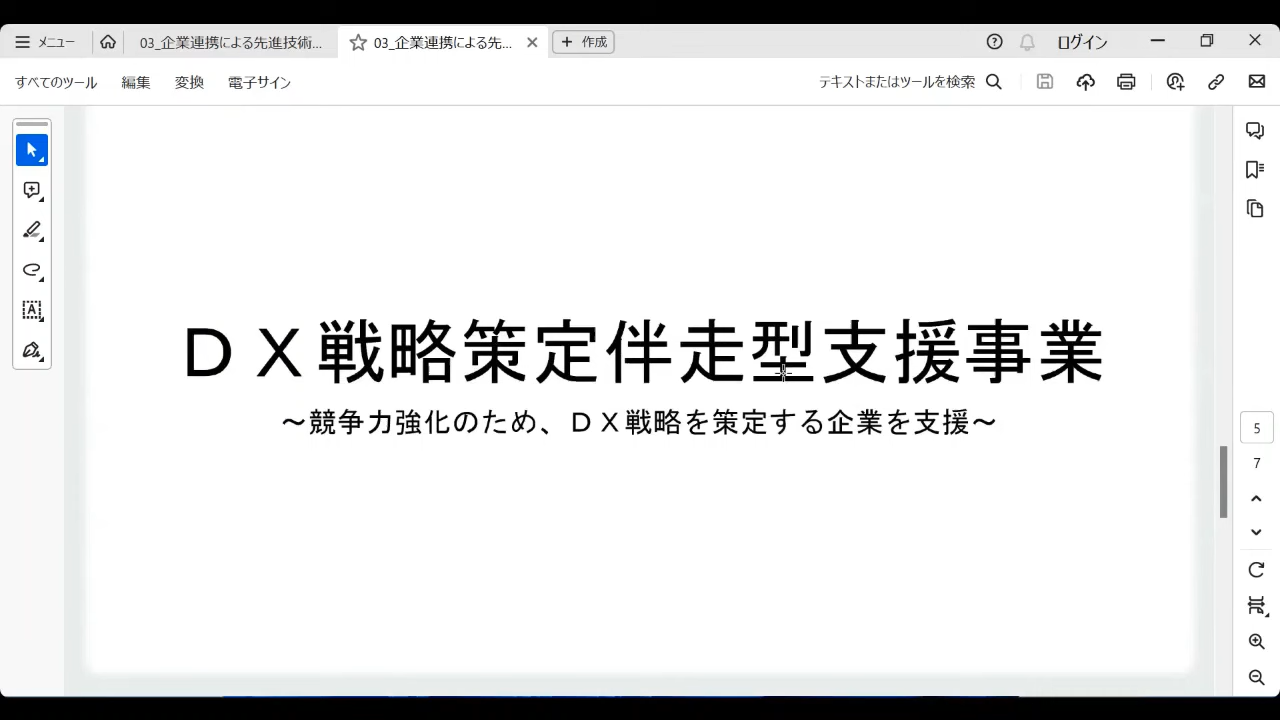 メニュー
03_企業連携による先進技術...
03_企業連携による先...
作成
ログイン
すべてのツール
編集
変換
電子サイン
テキストまたはツールを検索
ＤＸ戦略策定伴走型支援事業
～競争力強化のため、ＤＸ戦略を策定する企業を支援～
5
7